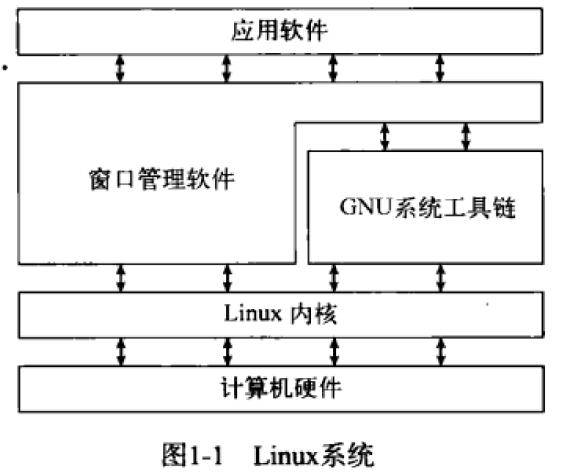 应用软件
窗口管理软件
GNU系统工具链
Linux 内核
计算机硬件
图1-1 Linux系统